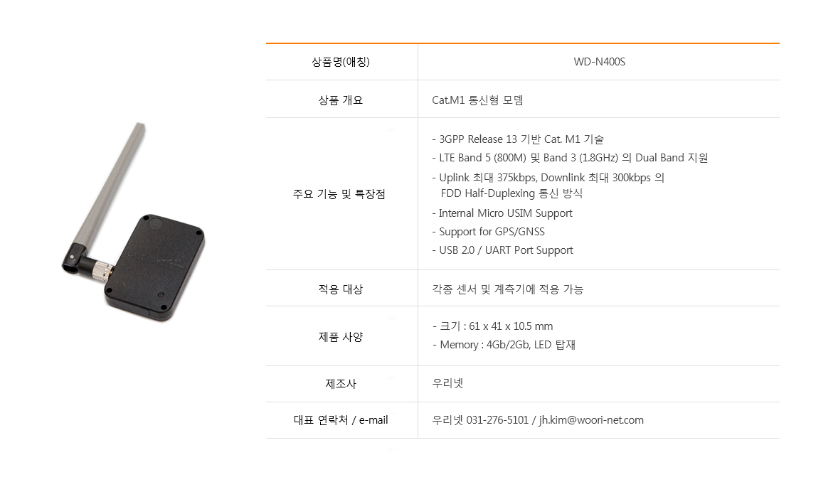 상품명(애칭)
WD-N400S
상품 개요
Cat.M1 통신형 모뎀
주요 기능 및 특장점
- 3GPP Release 13 기반 Cat. M1 기술
- LTE Band 5 (800M) 및 Band 3 (1.8GHz) 의 Dual Band 지원
- Uplink 최대 375kbps, Downlink 최대 300kbps 의
FDD Half-Duplexing 통신 방식
- Internal Micro USIM Support
- Support for GPS/GNSS
- USB 2.0 / UART Port Support
적용 대상
각종 센서 및 계측기에 적용 가능
제품 사양
- 크기 : 61 x 41 x 10.5 mm
- Memory : 4Gb/2Gb, LED 탑재
제조사
우리넷
대표 연락처 / e-mail
우리넷 031-276-5101 / jh.kim@woori-net.com